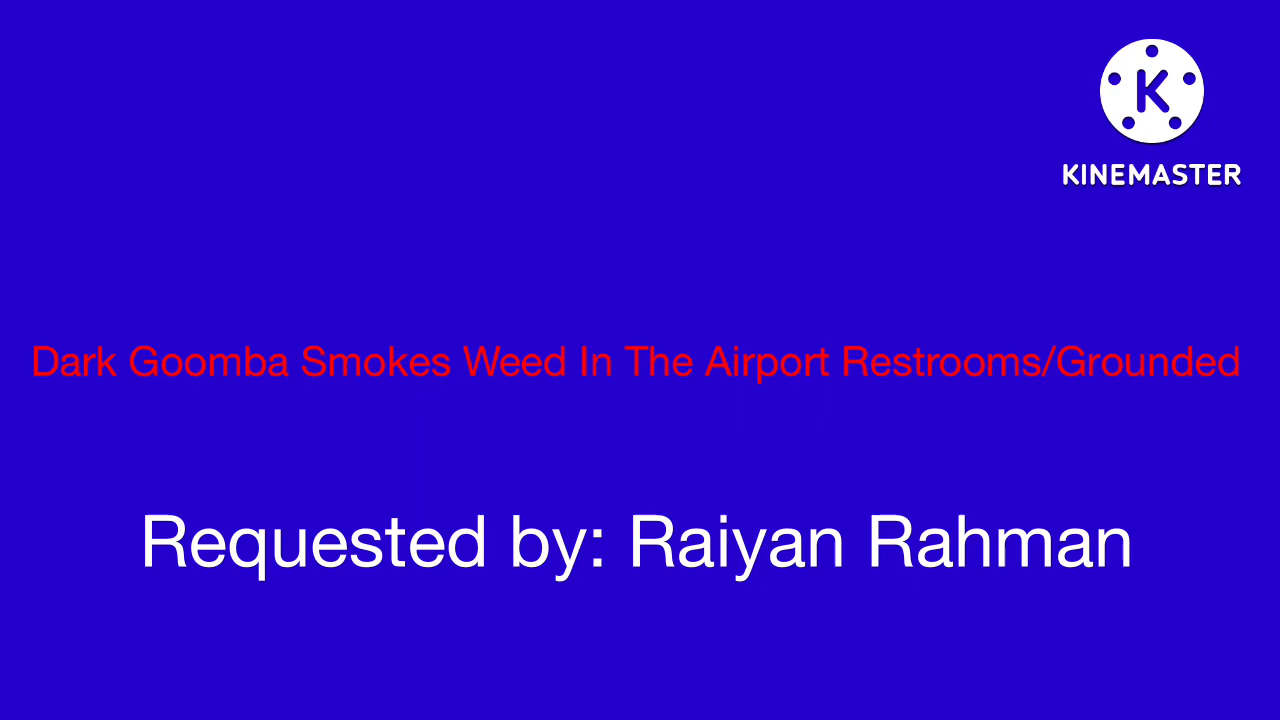 K
KINEMASTER
Dark Goomba Smokes Weed In The Airport Restrooms/Grounded
Requested by: Raiyan Rahman